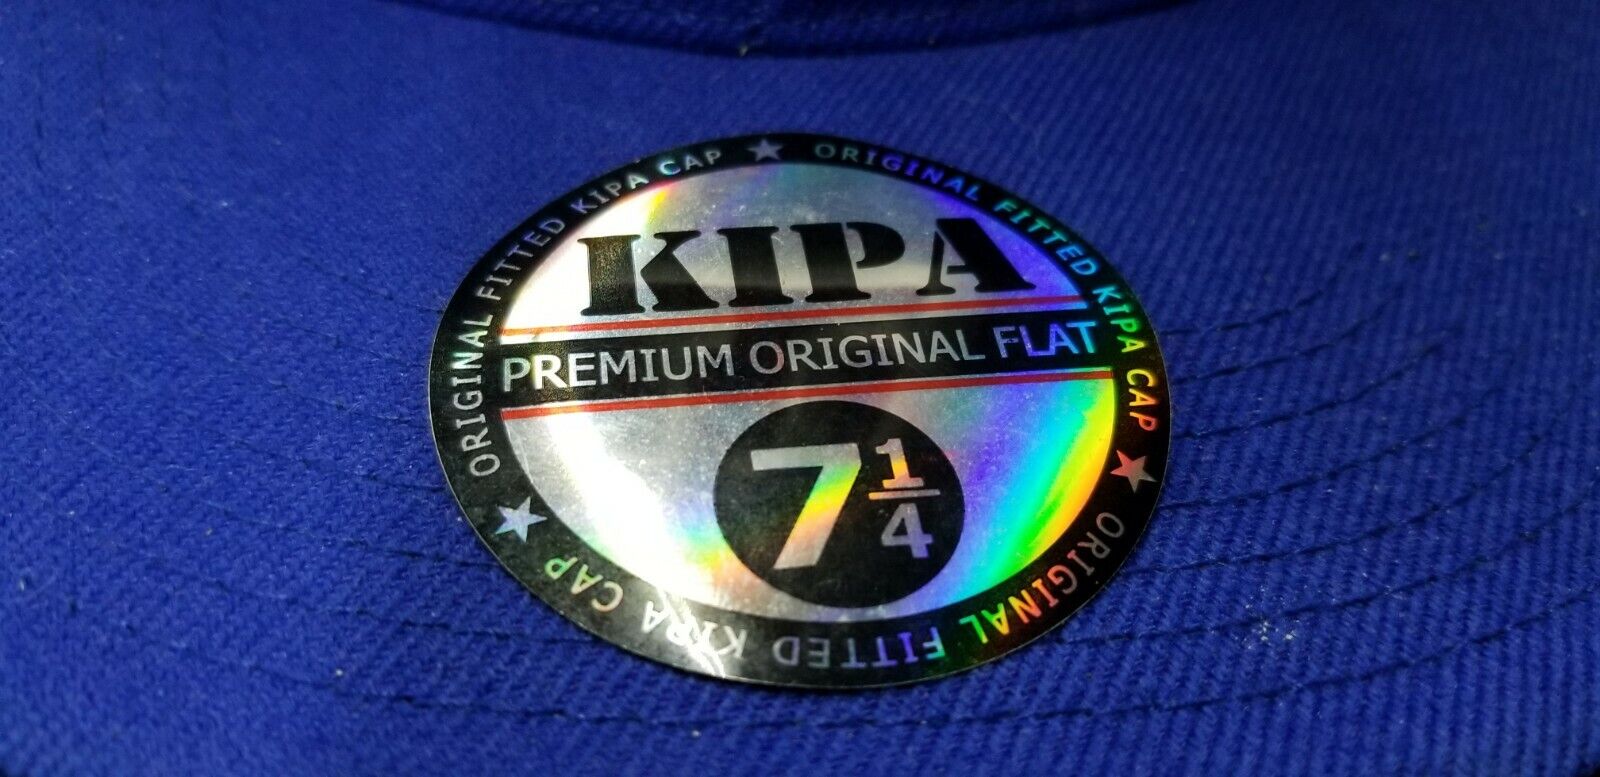 KIPA
PREMIUM ORIGINAL FLAT
7 1/4
ORIGINAL FITTED KIPA CAP ★ ORIGINAL FITTED KIPA CAP ★ ORIGINAL FITTED KIPA CAP ★